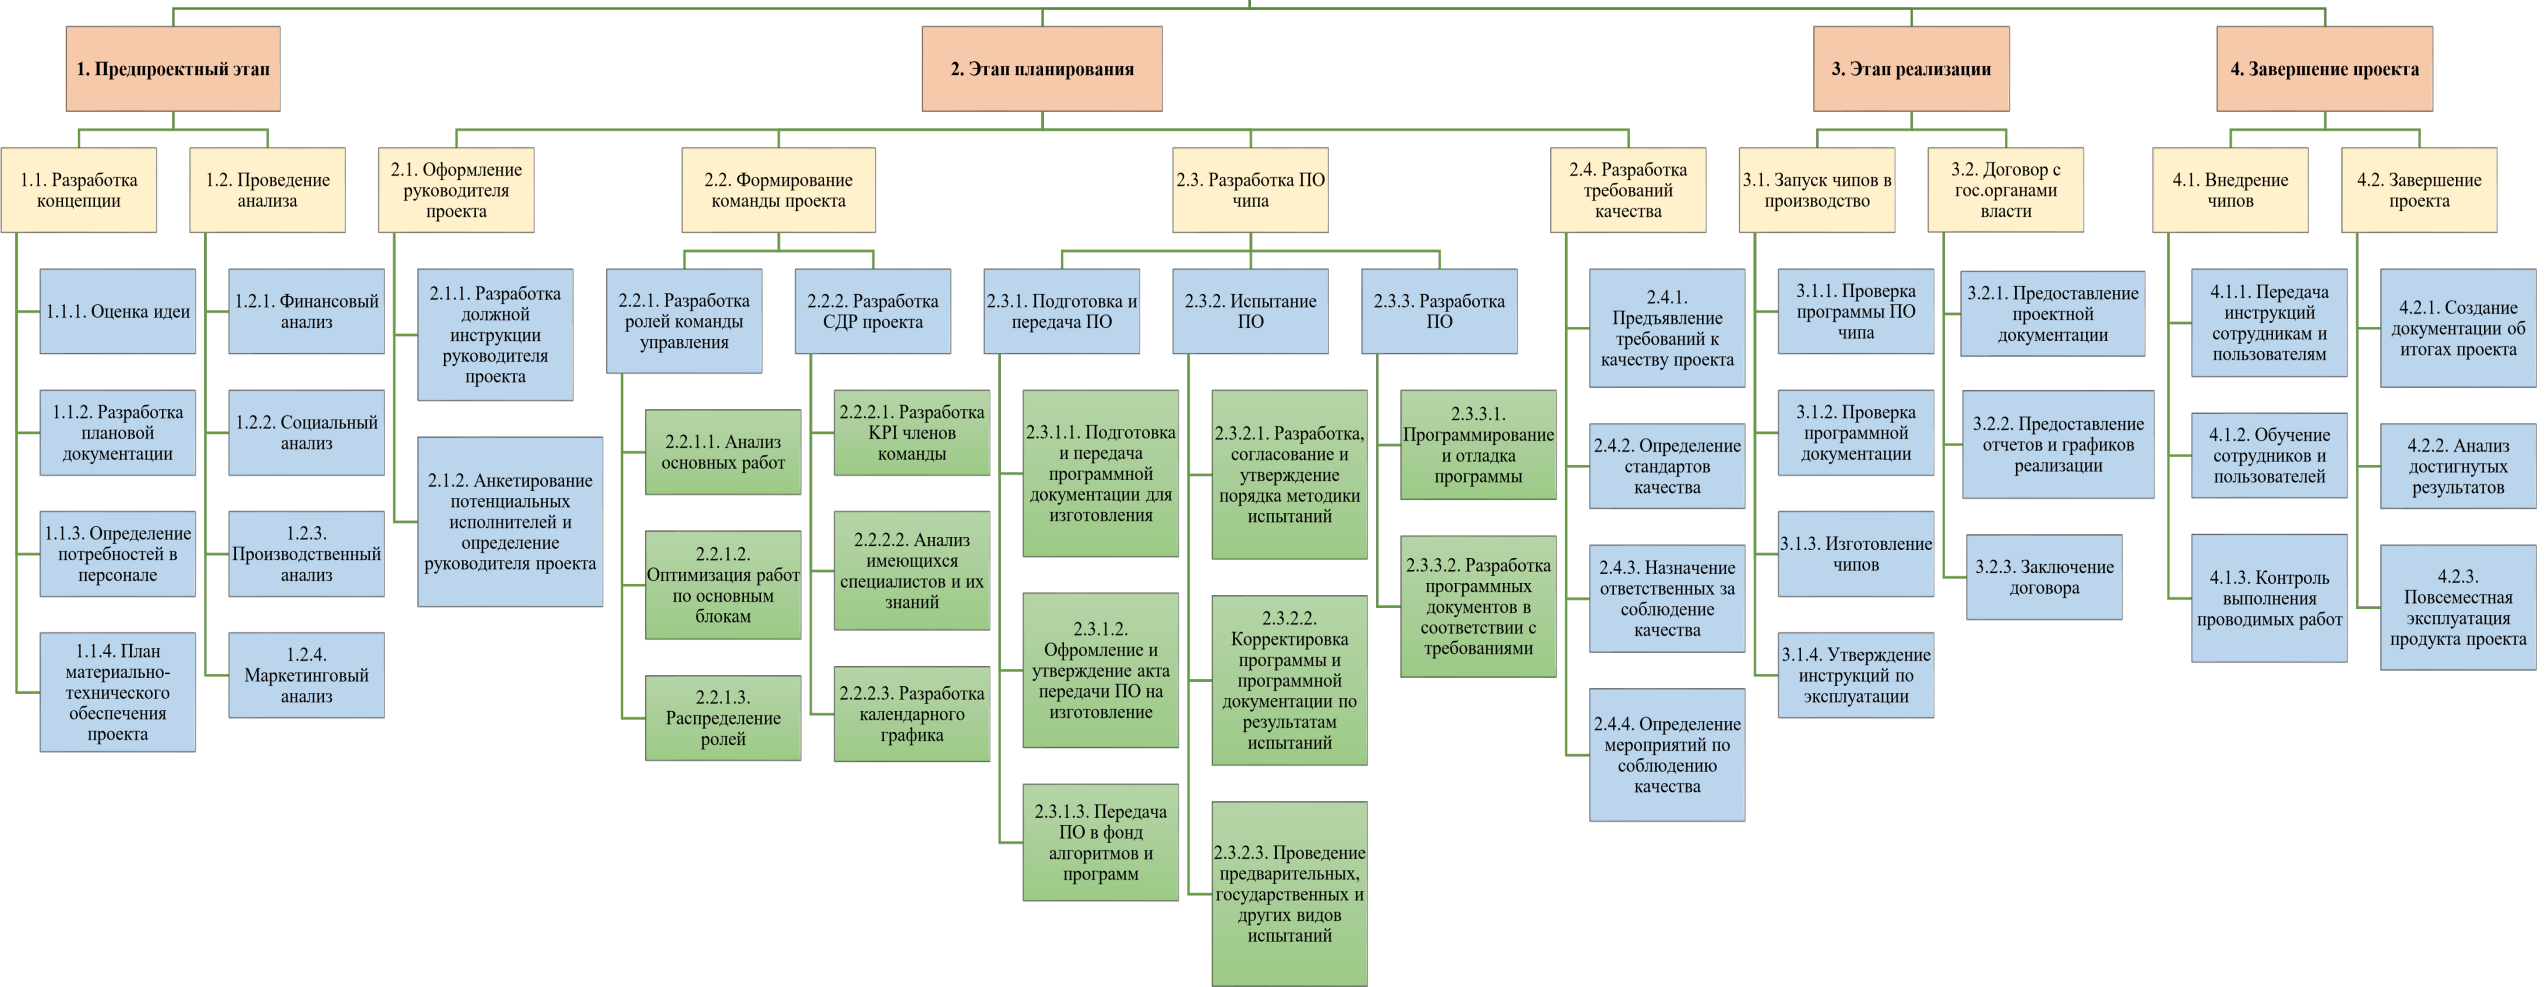 1. Предпроектный этап
2. Этап планирования
3. Этап реализации
4. Завершение проекта
1.1. Разработка
концепции
1.2. Проведение
анализа
2.1. Оформление
руководителя
проекта
2.2. Формирование
команды проекта
2.3. Разработка ПО
чипа
2.4. Разработка
требований
качества
3.1. Запуск чипов в
производство
3.2. Договор с
гос.органами
власти
4.1. Внедрение
чипов
4.2. Завершение
проекта
1.1.1. Оценка идеи
1.1.2. Разработка
плановой
документации
1.1.3. Определение
потребностей в
персонале
1.1.4. План
материально-
технического
обеспечения
проекта
1.2.1. Финансовый
анализ
1.2.2. Социальный
анализ
1.2.3.
Производственный
анализ
1.2.4.
Маркетинговый
анализ
2.1.1. Разработка
должной
инструкции
руководителя
проекта
2.1.2. Анкетирование
потенциальных
исполнителей и
определение
руководителя проекта
2.2.1. Разработка
ролей команды
управления
2.2.1.1. Анализ
основных работ
2.2.1.2.
Оптимизация работ
по основным
блокам
2.2.1.3.
Распределение
ролей
2.2.2. Разработка
СДР проекта
2.2.2.1. Разработка
KPI членов
команды
2.2.2.2. Анализ
имеющихся
специалистов и их
знаний
2.2.2.3. Разработка
календарного
графика
2.3.1. Подготовка и
передача ПО
2.3.1.1. Подготовка
и передача
программной
документации для
изготовления
2.3.1.2.
Офромление и
утверждение акта
передачи ПО на
изготовление
2.3.1.3. Передача
ПО в фонд
алгоритмов и
программ
2.3.2. Испытание
ПО
2.3.2.1. Разработка,
согласование и
утверждение
порядка методики
испытаний
2.3.2.2.
Корректировка
программы и
программной
документации по
результатам
испытаний
2.3.2.3. Проведение
предварительных,
государственных и
других видов
испытаний
2.3.3. Разработка
ПО
2.3.3.1.
Программирование
и отладка
программы
2.3.3.2. Разработка
программных
документов в
соответствии с
требованиями
2.4.1.
Предъявление
требований к
качеству проекта
2.4.2. Определение
стандартов
качества
2.4.3. Назначение
ответственных за
соблюдение
качества
2.4.4. Определение
мероприятий по
соблюдению
качества
3.1.1. Проверка
программы ПО
чипа
3.1.2. Проверка
программной
документации
3.1.3. Изготовление
чипов
3.1.4. Утверждение
инструкций по
эксплуатации
3.2.1. Предоставление
проектной
документации
3.2.2. Предоставление
отчетов и графиков
реализации
3.2.3. Заключение
договора
4.1.1. Передача
инструкций
сотрудникам и
пользователям
4.1.2. Обучение
сотрудников и
пользователей
4.1.3. Контроль
выполнения
проводимых работ
4.2.1. Создание
документации об
итогах проекта
4.2.2. Анализ
достигнутых
результатов
4.2.3.
Повсеместная
эксплуатация
продукта проекта